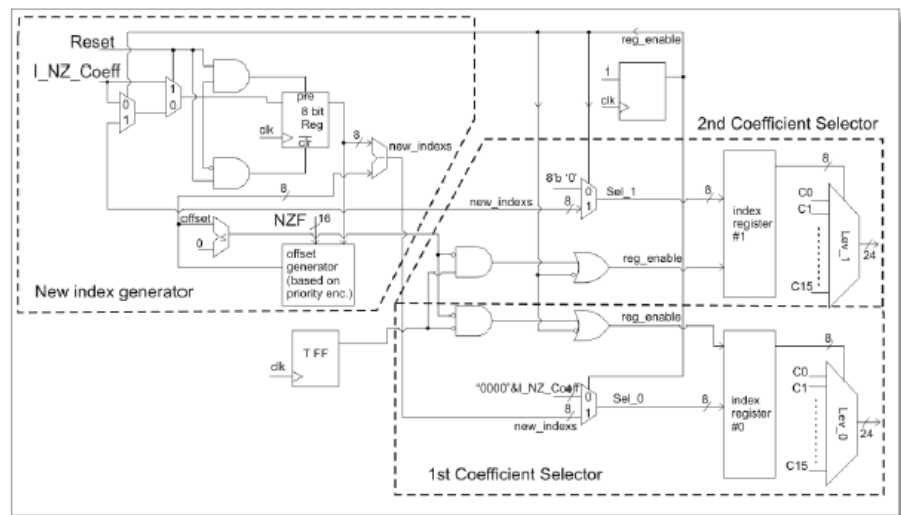 reg_enable
Reset
I_NZ_Coeff
1
0
0
1
pre
8 bit
Reg
clk
clr
8
new_indexs
8
1
clk
2nd Coefficient Selector
8'b '0'
8
new_indexs
0
1
Sel_1
8
index
register
#1
8
C0
C1
C15
Lev_1
24
offset
0
≤
NZF
16
offset
generator
(based on
priority enc.)
New index generator
reg_enable
reg_enable
T FF
clk
"0000"&I_NZ_Coeff
8
new_indexs
0
1
Sel_0
8
index
register
#0
8
C0
C1
C15
Lev_0
24
1st Coefficient Selector